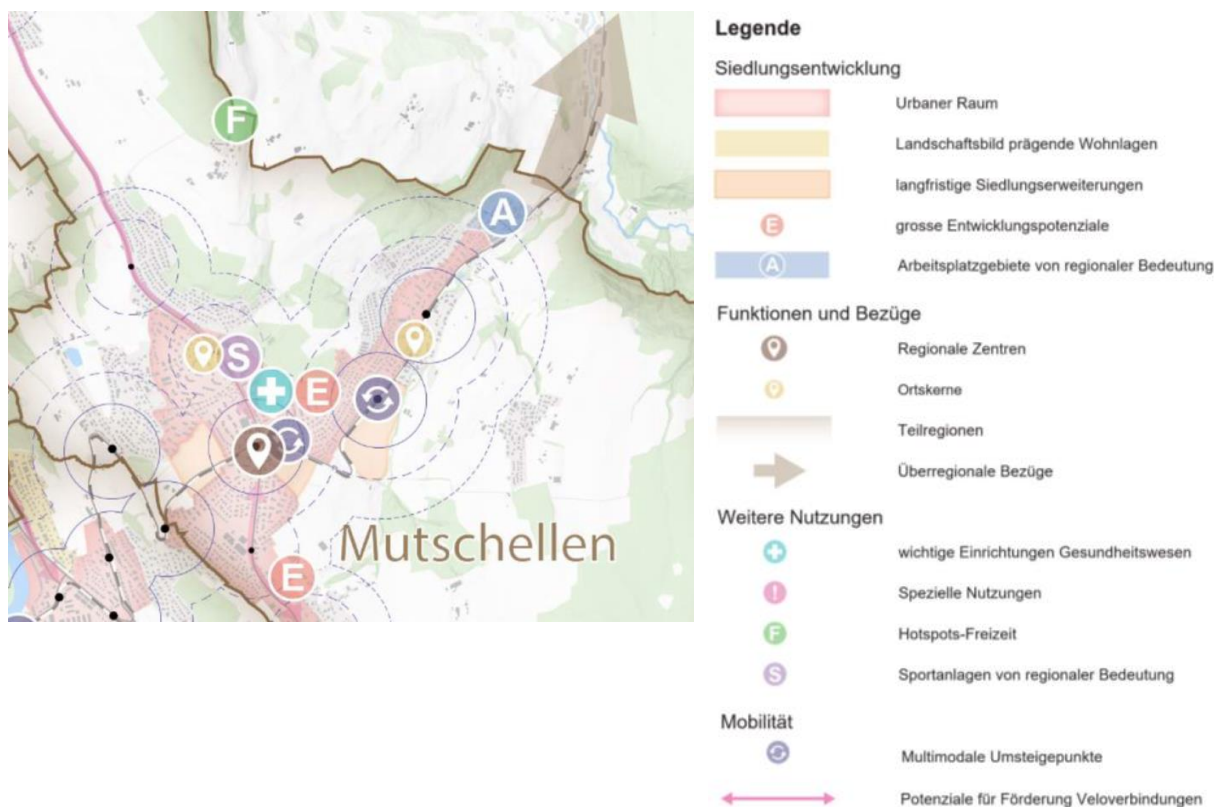 F
A
S
E
Mutschellen
E
Legende
Siedlungsentwicklung
Urbaner Raum
Landschaftsbild prägende Wohnlagen
langfristige Siedlungserweiterungen
E grosse Entwicklungspotenziale
A Arbeitsplatzgebiete von regionaler Bedeutung
Funktionen und Bezüge
Regionale Zentren
Ortskerne
Teilregionen
Überregionale Bezüge
Weitere Nutzungen
wichtige Einrichtungen Gesundheitswesen
! Spezielle Nutzungen
F Hotspots-Freizeit
S Sportanlagen von regionaler Bedeutung
Mobilität
Multimodale Umsteigepunkte
Potenziale für Förderung Veloverbindungen